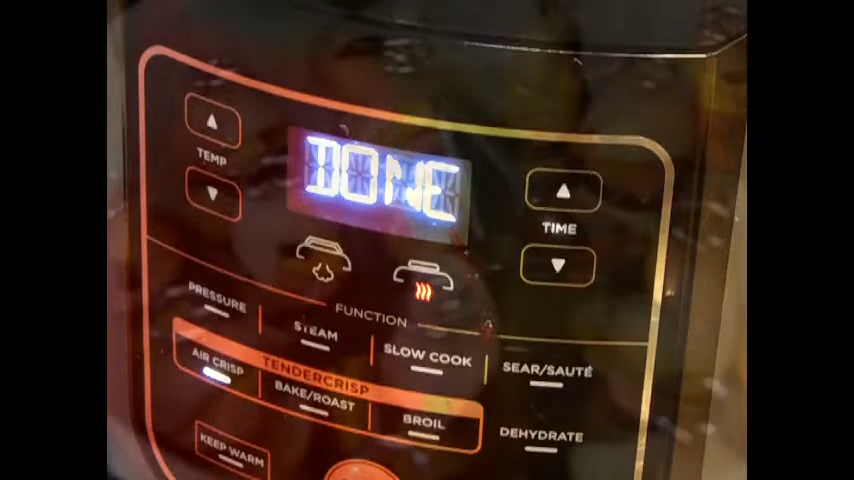 DONE
TEMP
TIME
FUNCTION
PRESSURE
STEAM
SLOW COOK
SEAR/SAUTÉ
TENDERCRISP
AIR CRISP
BAKE/ROAST
BROIL
DEHYDRATE
KEEP WARM